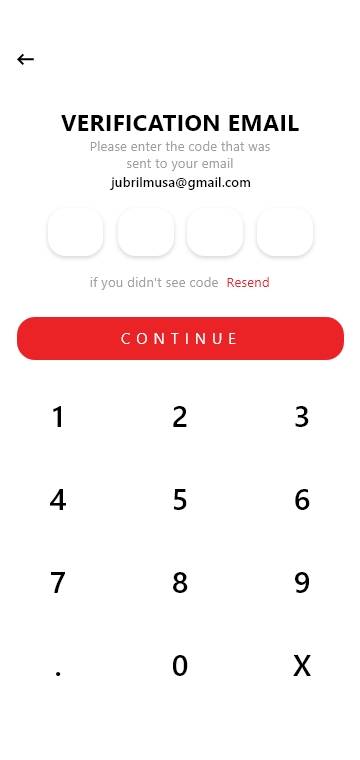 VERIFICATION EMAIL
Please enter the code that was
sent to your email
jubrilmusa@gmail.com
if you didn't see code Resend
CONTINUE
1 2 3
4 5 6
7 8 9
. 0 X